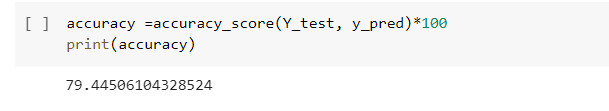 [ ] accuracy =accuracy_score(Y_test, y_pred)*100
print(accuracy)
79.44506104328524